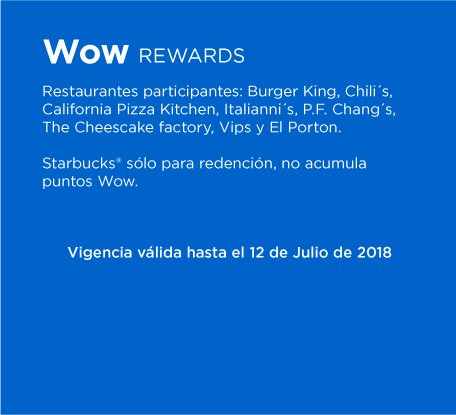 Wow REWARDS
Restaurantes participantes: Burger King, Chili´s,
California Pizza Kitchen, Italianni´s, P.F. Chang´s,
The Cheescake factory, Vips y El Porton.
Starbucks® sólo para redención, no acumula
puntos Wow.
Vigencia válida hasta el 12 de Julio de 2018